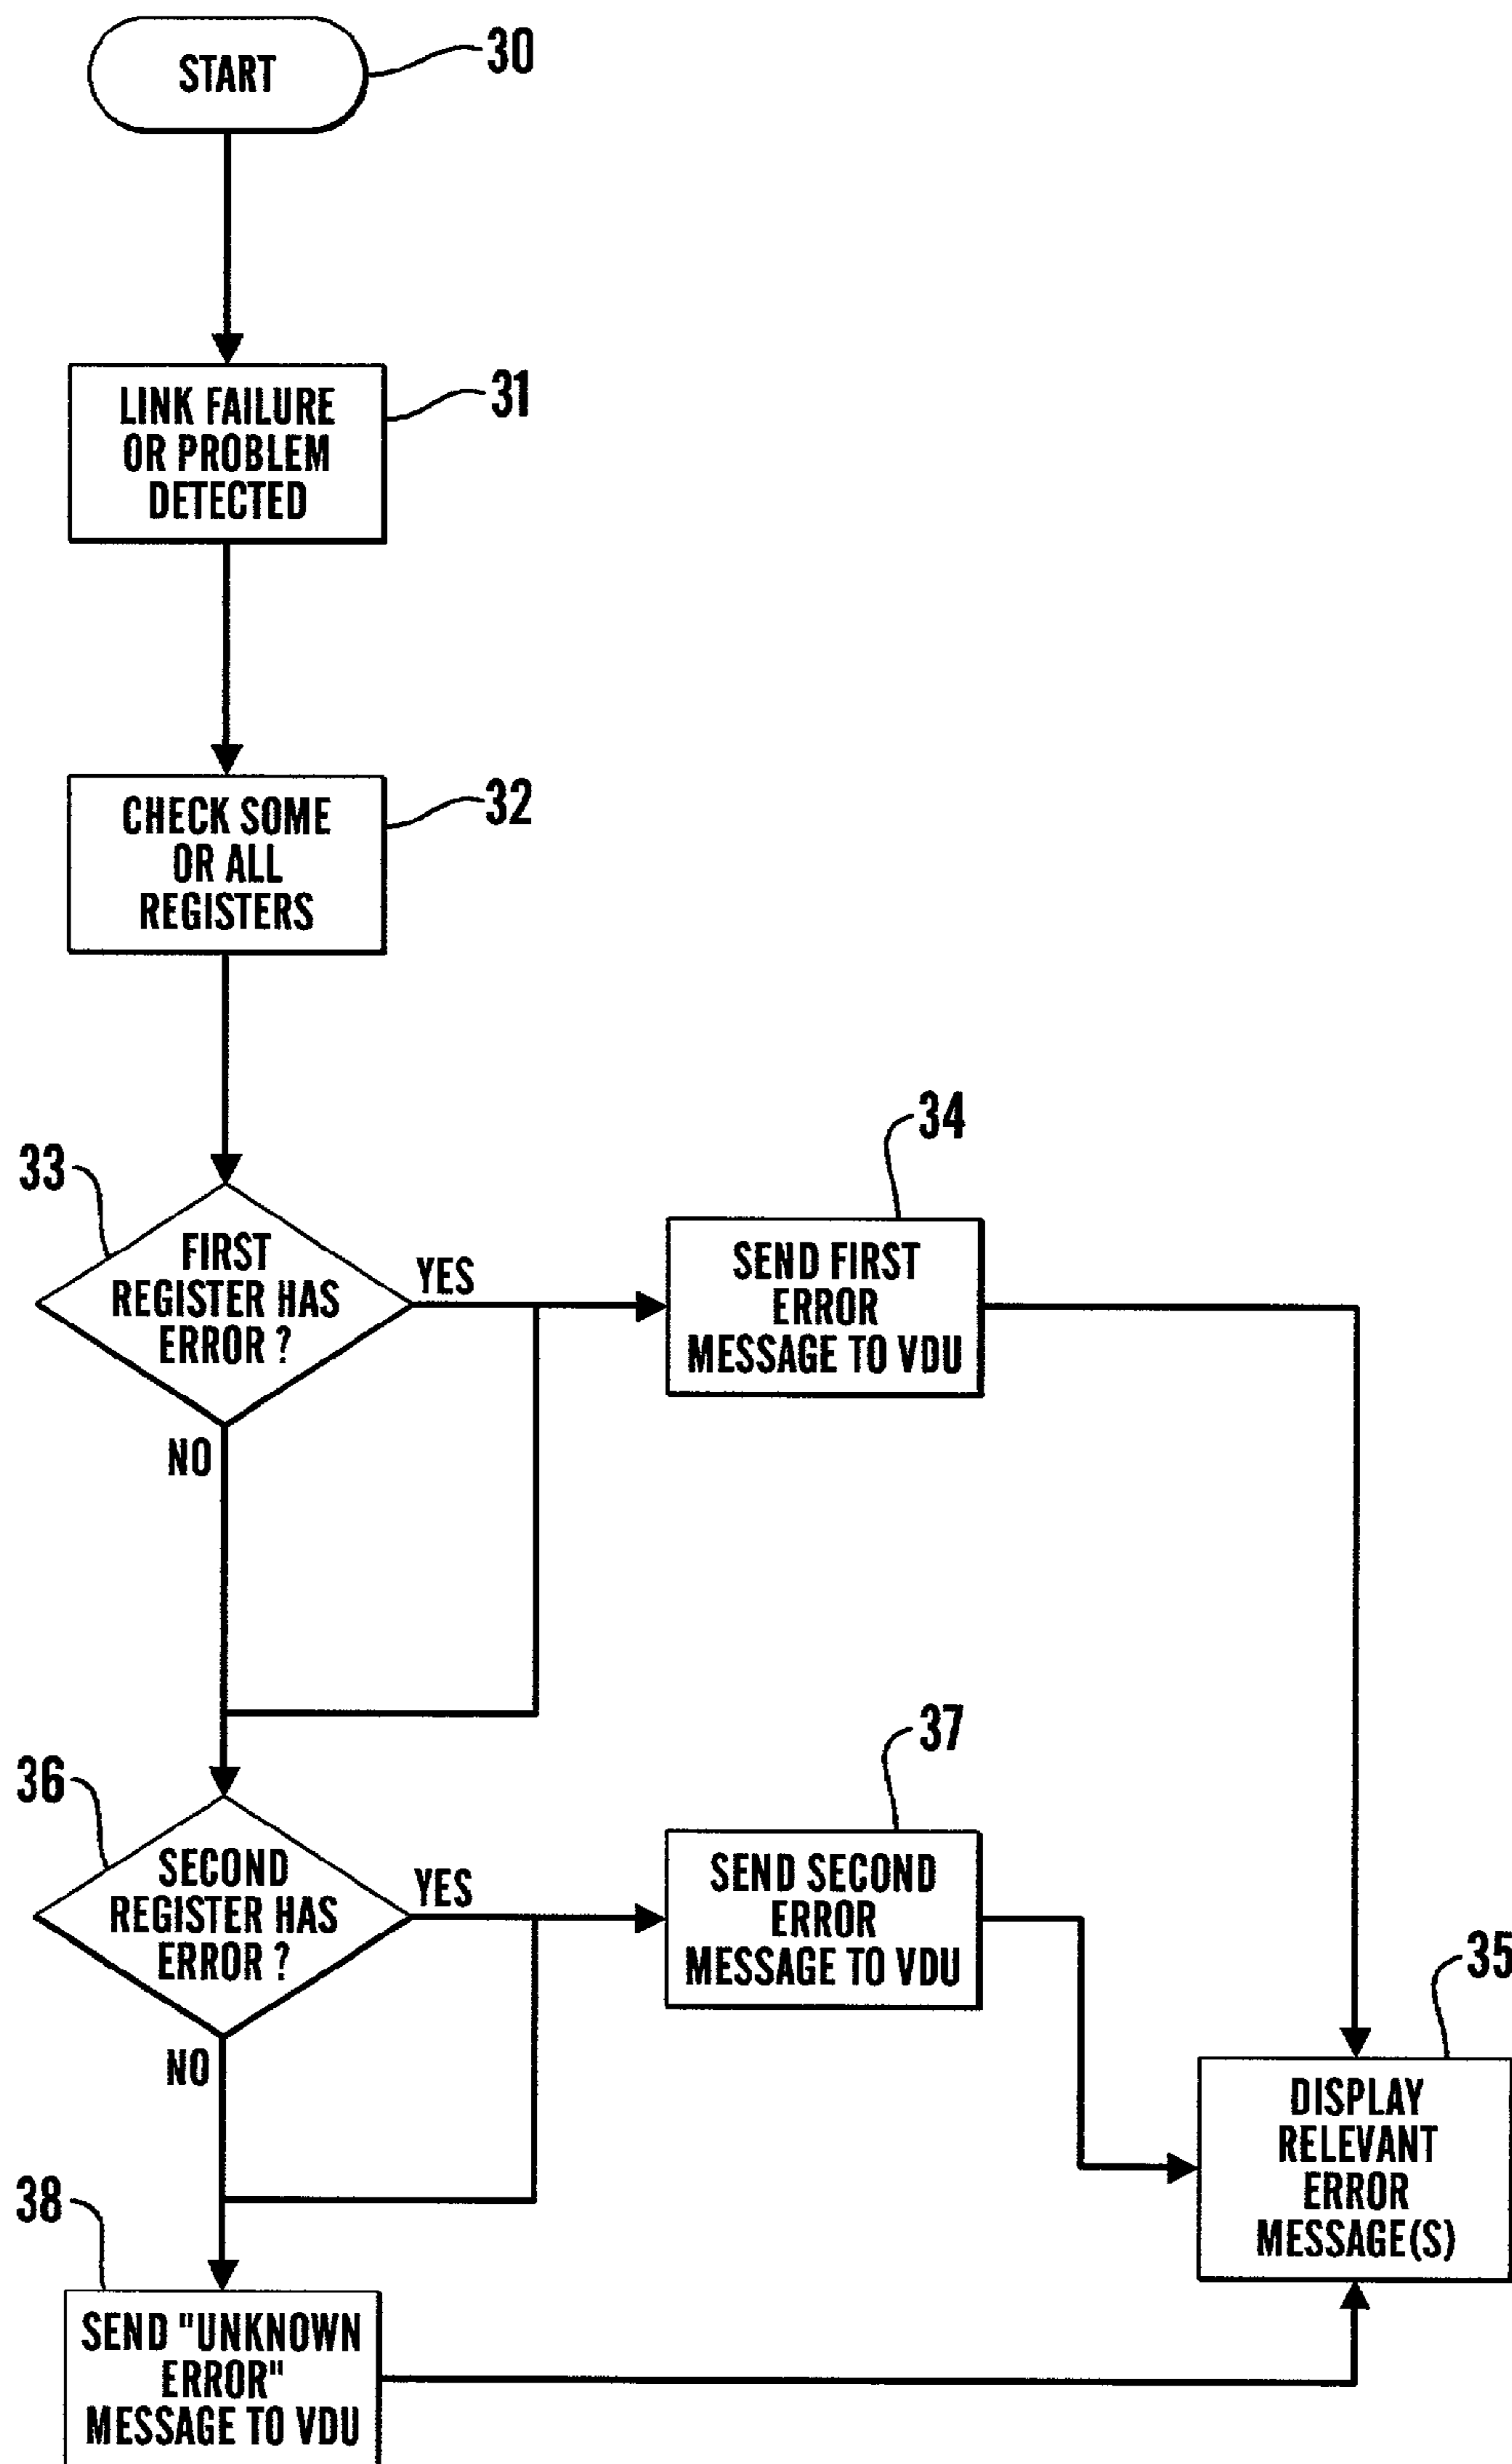 START
30
LINK FAILURE
OR PROBLEM
DETECTED
31
CHECK SOME
OR ALL
REGISTERS
32
33
FIRST
REGISTER HAS
ERROR ?
YES
NO
34
SEND FIRST
ERROR
MESSAGE TO VDU
36
SECOND
REGISTER HAS
ERROR ?
YES
NO
37
SEND SECOND
ERROR
MESSAGE TO VDU
35
DISPLAY
RELEVANT
ERROR
MESSAGE(S)
38
SEND "UNKNOWN
ERROR"
MESSAGE TO VDU